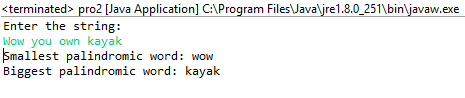 <terminated> pro2 [Java Application] C:\Program Files\Java\jre1.8.0_251\bin\javaw.exe
Enter the string:
Wow you own kayak
Smallest palindromic word: wow
Biggest palindromic word: kayak